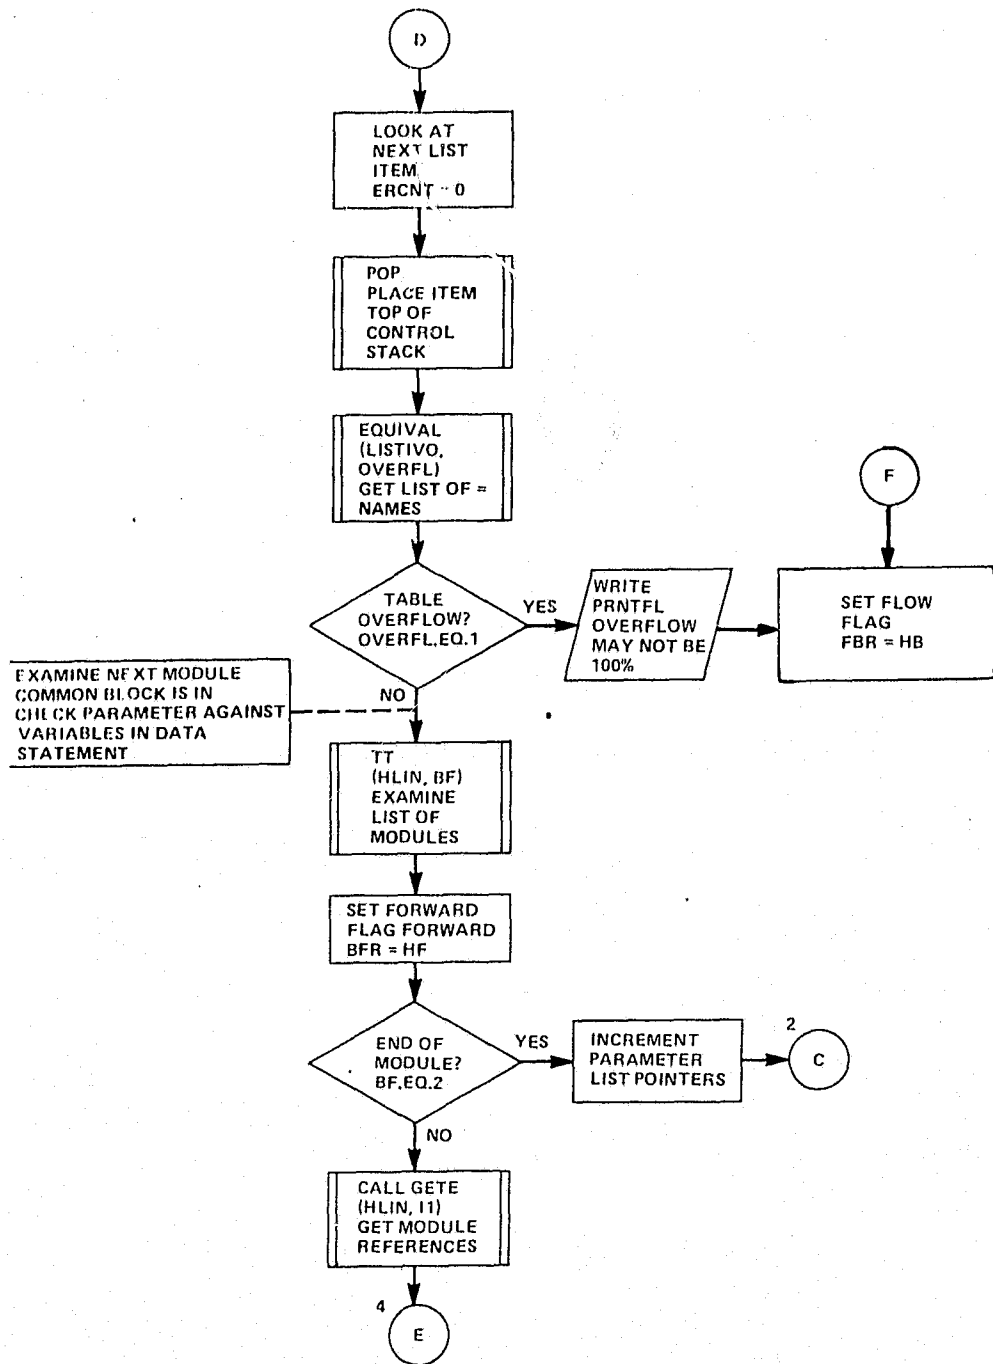 D
LOOK AT
NEXT LIST
ITEM
ERCNT = 0
POP
PLACE ITEM
TOP OF
CONTROL
STACK
EQUIVAL
(LISTIVO,
OVERFL)
GET LIST OF =
NAMES
F
TABLE
OVERFLOW?
OVERFL.EQ.1
YES
WRITE
PRNTFL
OVERFLOW
MAY NOT BE
100%
SET FLOW
FLAG
FBR = HB
NO
EXAMINE NEXT MODULE
COMMON BLOCK IS IN
CHECK PARAMETER AGAINST
VARIABLES IN DATA
STATEMENT
TT
(HLIN, BF)
EXAMINE
LIST OF
MODULES
SET FORWARD
FLAG FORWARD
BFR = HF
END OF
MODULE?
BF.EQ.2
YES
INCREMENT
PARAMETER
LIST POINTERS
2
C
NO
CALL GETE
(HLIN, I1)
GET MODULE
REFERENCES
4
E